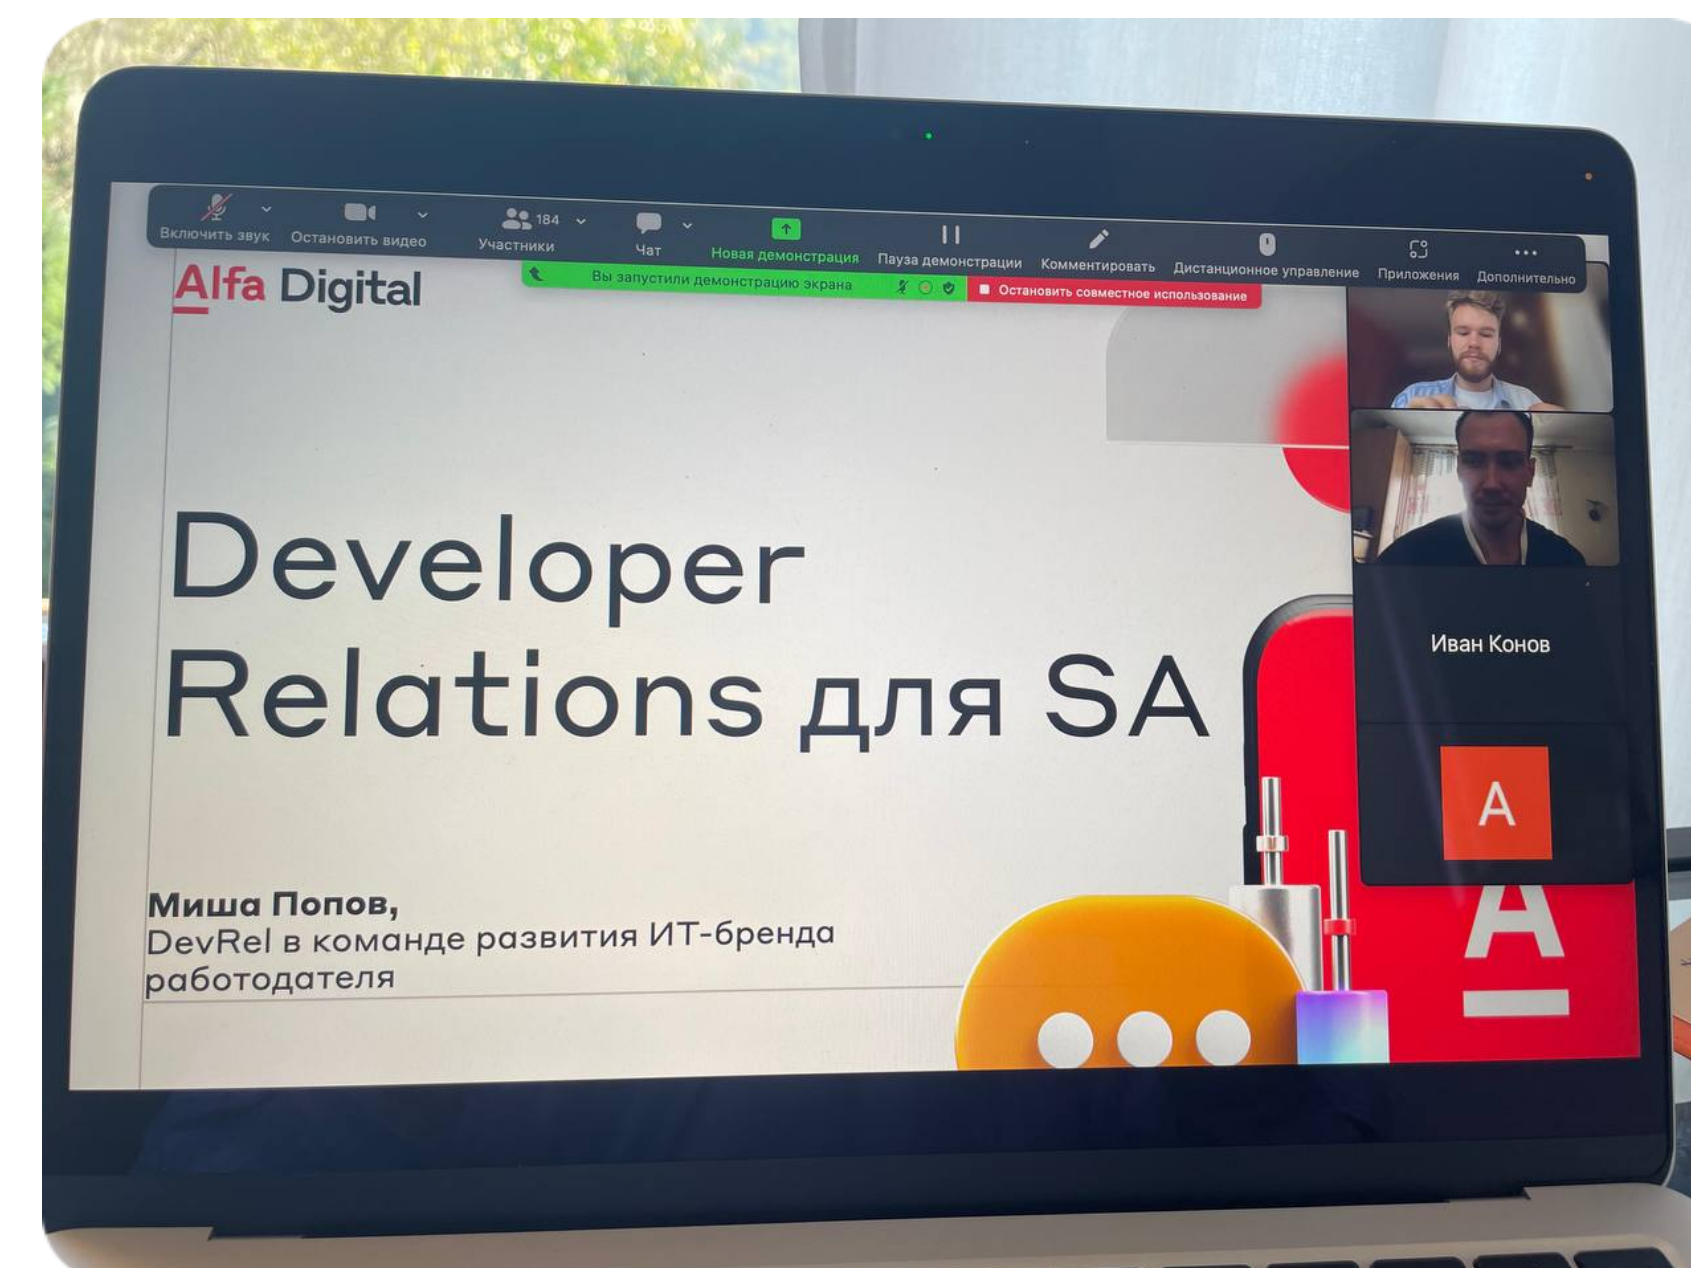 Включить звук
Остановить видео
184
Участники
Чат
Новая демонстрация
Пауза демонстрации
Комментировать
Дистанционное управление
Приложения
Дополнительно
Вы запустили демонстрацию экрана
Остановить совместное использование
Alfa Digital
Developer
Relations для SA
Иван Конов
A
Миша Попов,
DevRel в команде развития ИТ-бренда
работодателя
A